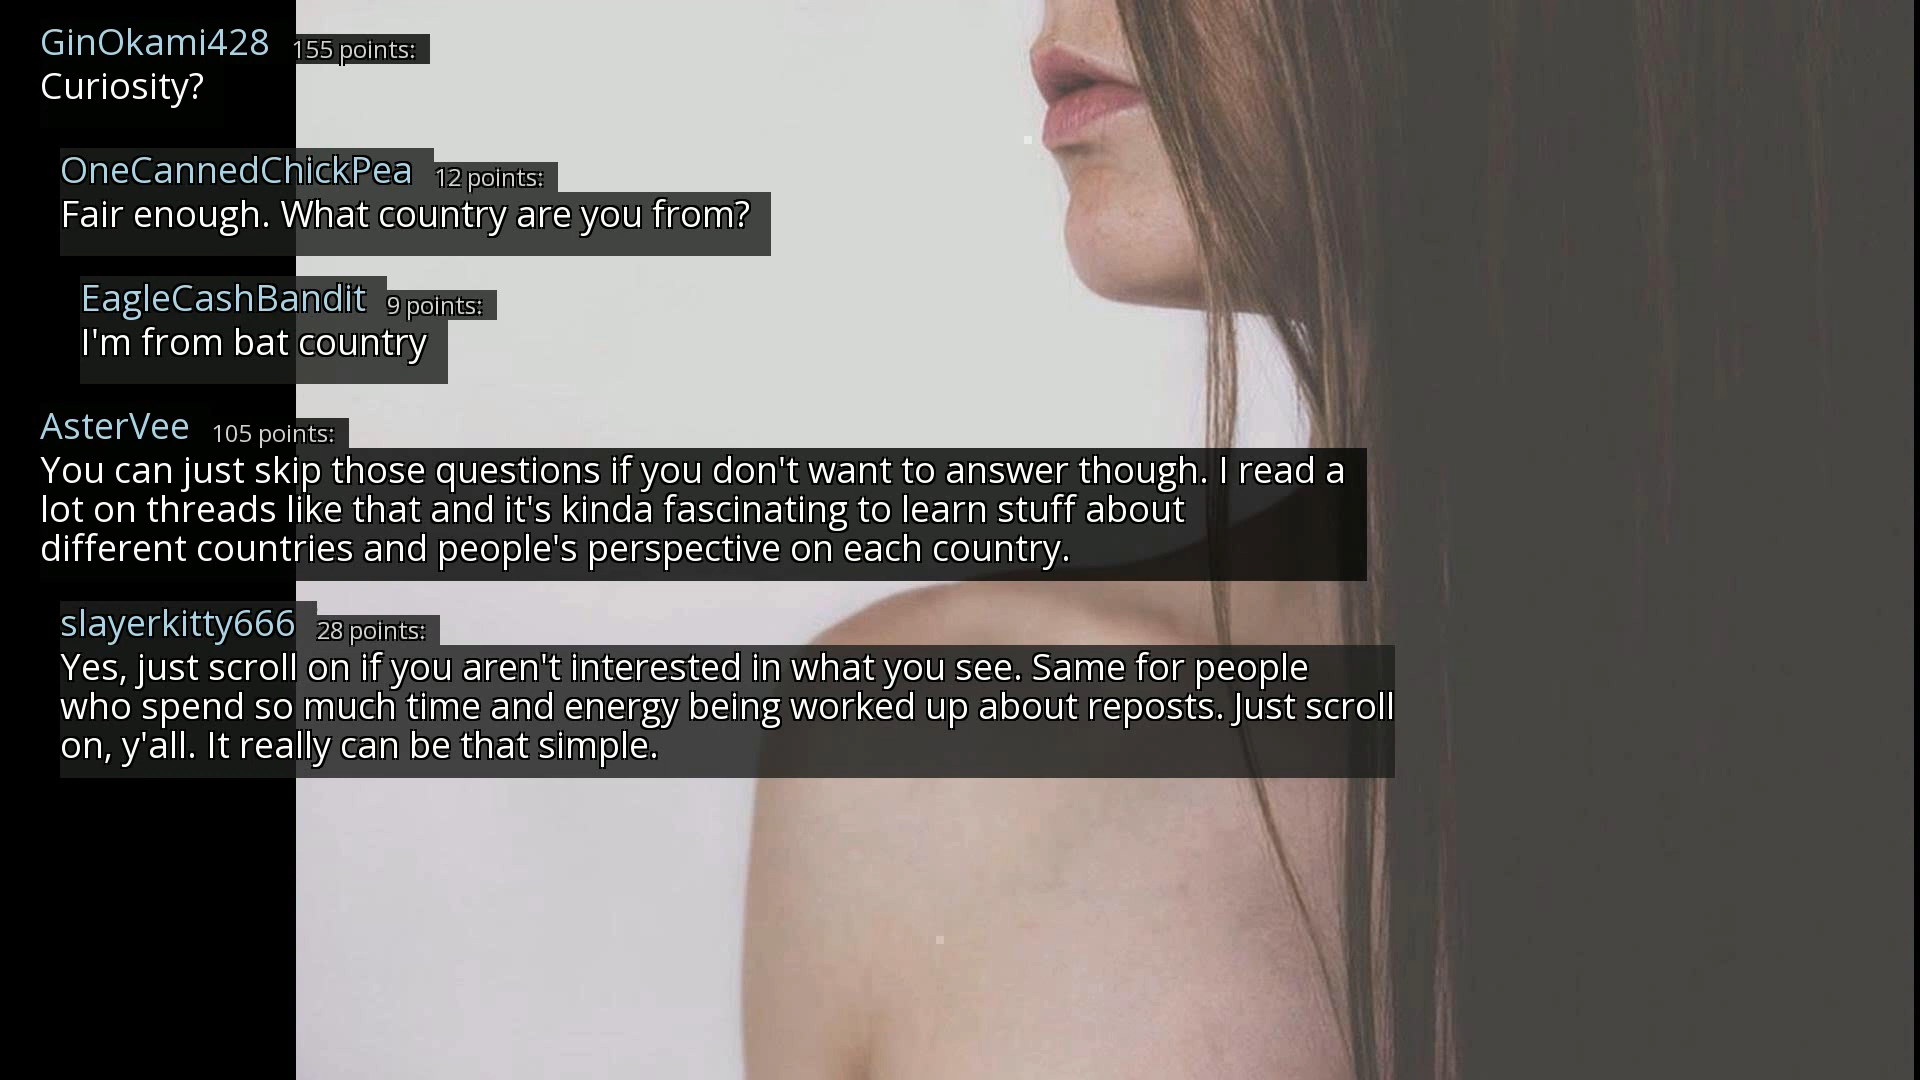 GinOkami428 155 points:
Curiosity?
OneCannedChickPea 12 points:
Fair enough. What country are you from?
EagleCashBandit 9 points:
I'm from bat country
AsterVee 105 points:
You can just skip those questions if you don't want to answer though. I read a
lot on threads like that and it's kinda fascinating to learn stuff about
different countries and people's perspective on each country.
slayerkitty666 28 points:
Yes, just scroll on if you aren't interested in what you see. Same for people
who spend so much time and energy being worked up about reposts. Just scroll
on, y'all. It really can be that simple.